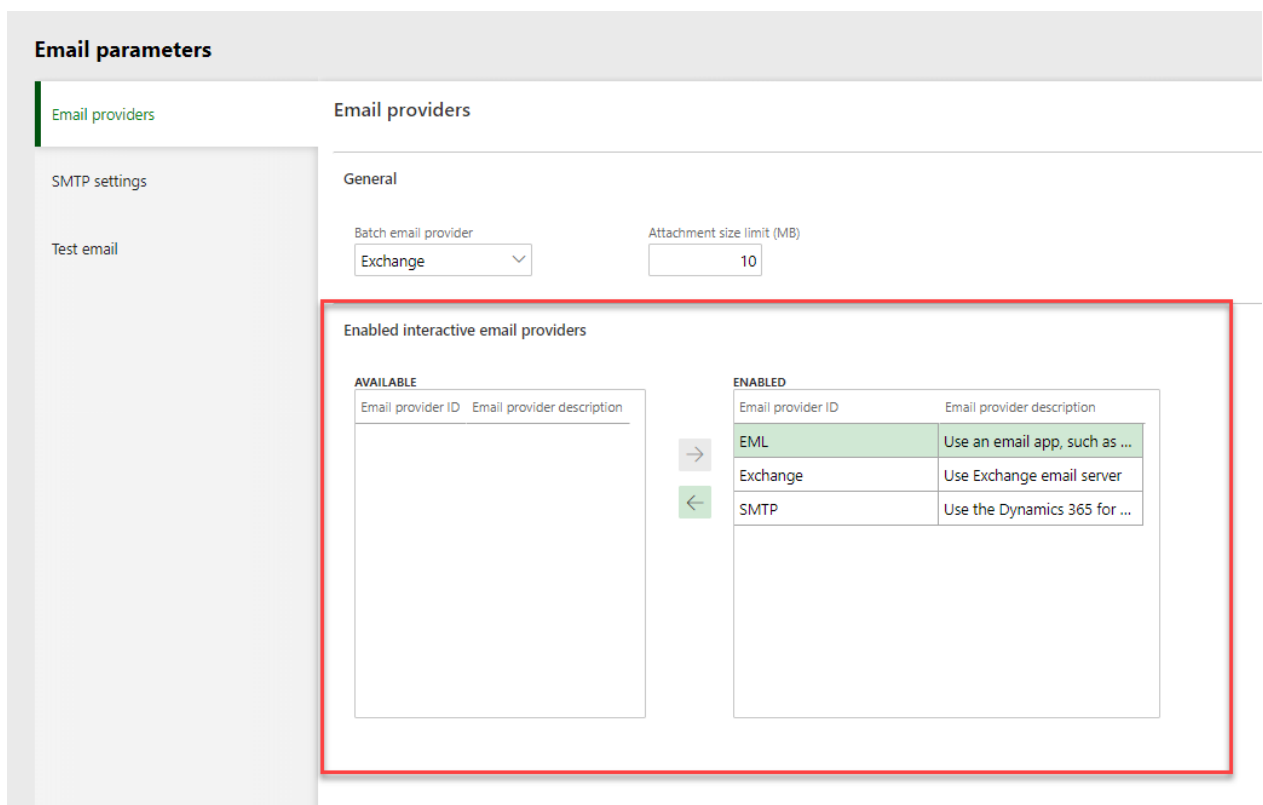 Email parameters
Email providers
SMTP settings
Test email
Email providers
General
Batch email provider Attachment size limit (MB)
Exchange 10
Enabled interactive email providers
AVAILABLE
Email provider ID Email provider description
ENABLED
Email provider ID Email provider description
EML Use an email app, such as ...
Exchange Use Exchange email server
SMTP Use the Dynamics 365 for ...